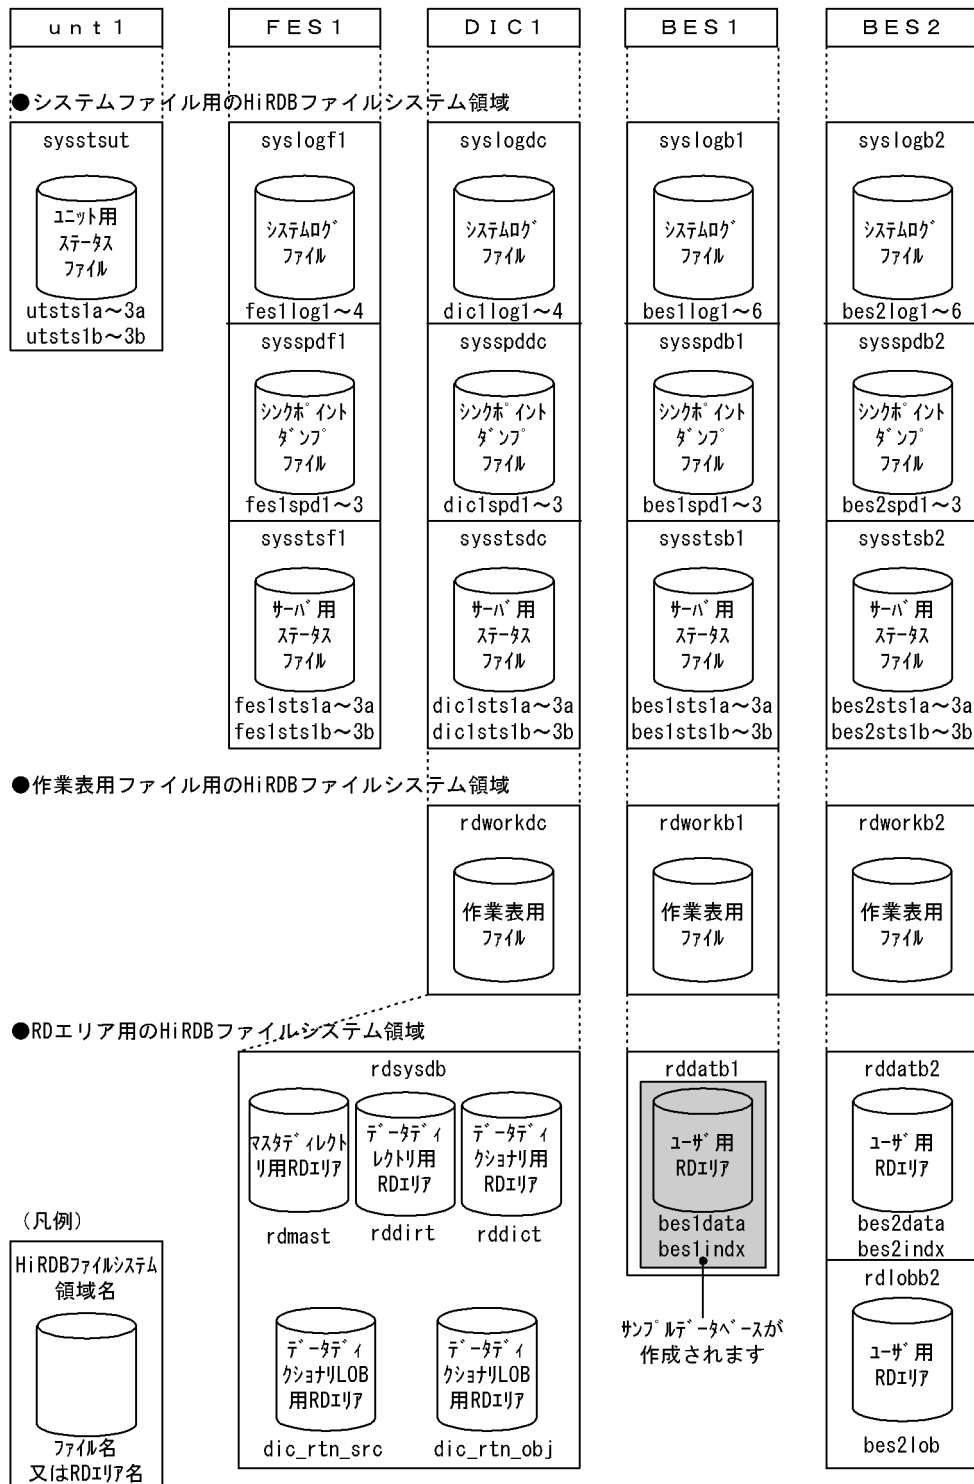 ｕｎｔ１
ＦＥＳ１
ＤＩＣ１
ＢＥＳ１
ＢＥＳ２
●システムファイル用のHiRDBファイルシステム領域
sysstsut
ﾕﾆｯﾄ用
ｽﾃｰﾀｽ
ﾌｧｲﾙ
utsts1a～3a
utsts1b～3b
syslogf1
ｼｽﾃﾑﾛｸﾞ
ﾌｧｲﾙ
fes1log1～4
syslogdc
ｼｽﾃﾑﾛｸﾞ
ﾌｧｲﾙ
dic1log1～4
syslogb1
ｼｽﾃﾑﾛｸﾞ
ﾌｧｲﾙ
bes1log1～6
syslogb2
ｼｽﾃﾑﾛｸﾞ
ﾌｧｲﾙ
bes2log1～6
sysspdf1
ｼﾝｸﾎﾟｲﾝﾄ
ﾀﾞﾝﾌﾟ
ﾌｧｲﾙ
fes1spd1～3
sysspddc
ｼﾝｸﾎﾟｲﾝﾄ
ﾀﾞﾝﾌﾟ
ﾌｧｲﾙ
dic1spd1～3
sysspdb1
ｼﾝｸﾎﾟｲﾝﾄ
ﾀﾞﾝﾌﾟ
ﾌｧｲﾙ
bes1spd1～3
sysspdb2
ｼﾝｸﾎﾟｲﾝﾄ
ﾀﾞﾝﾌﾟ
ﾌｧｲﾙ
bes2spd1～3
sysstsf1
ｻｰﾊﾞ用
ｽﾃｰﾀｽ
ﾌｧｲﾙ
fes1sts1a～3a
fes1sts1b～3b
sysstsdc
ｻｰﾊﾞ用
ｽﾃｰﾀｽ
ﾌｧｲﾙ
dic1sts1a～3a
dic1sts1b～3b
sysstsb1
ｻｰﾊﾞ用
ｽﾃｰﾀｽ
ﾌｧｲﾙ
bes1sts1a～3a
bes1sts1b～3b
sysstsb2
ｻｰﾊﾞ用
ｽﾃｰﾀｽ
ﾌｧｲﾙ
bes2sts1a～3a
bes2sts1b～3b
●作業表用ファイル用のHiRDBファイルシステム領域
rdworkdc
作業表用
ﾌｧｲﾙ
rdworkb1
作業表用
ﾌｧｲﾙ
rdworkb2
作業表用
ﾌｧｲﾙ
●RDエリア用のHiRDBファイルシステム領域
rdsysdb
ﾏｽﾀﾃﾞｨﾚｸﾄ
ﾘ用RDｴﾘｱ
rdmast
ﾃﾞｰﾀﾃﾞｨ
ﾚｸﾄﾘ用
RDｴﾘｱ
rddirt
ﾃﾞｰﾀﾃﾞｨ
ｸｼｮﾅﾘ用
RDｴﾘｱ
rddict
ﾃﾞｰﾀﾃﾞｨ
ｸｼｮﾅﾘLOB
用RDｴﾘｱ
dic_rtn_src
ﾃﾞｰﾀﾃﾞｨ
ｸｼｮﾅﾘLOB
用RDｴﾘｱ
dic_rtn_obj
rddatb1
ﾕｰｻﾞ用
RDｴﾘｱ
bes1data
bes1indx
ｻﾝﾌﾟﾙﾃﾞｰﾀﾍﾞｰｽが
作成されます
rddatb2
ﾕｰｻﾞ用
RDｴﾘｱ
bes2data
bes2indx
rdlobb2
ﾕｰｻﾞ用
RDｴﾘｱ
bes2lob
（凡例）
HiRDBﾌｧｲﾙｼｽﾃﾑ
領域名
ﾌｧｲﾙ名
又はRDｴﾘｱ名